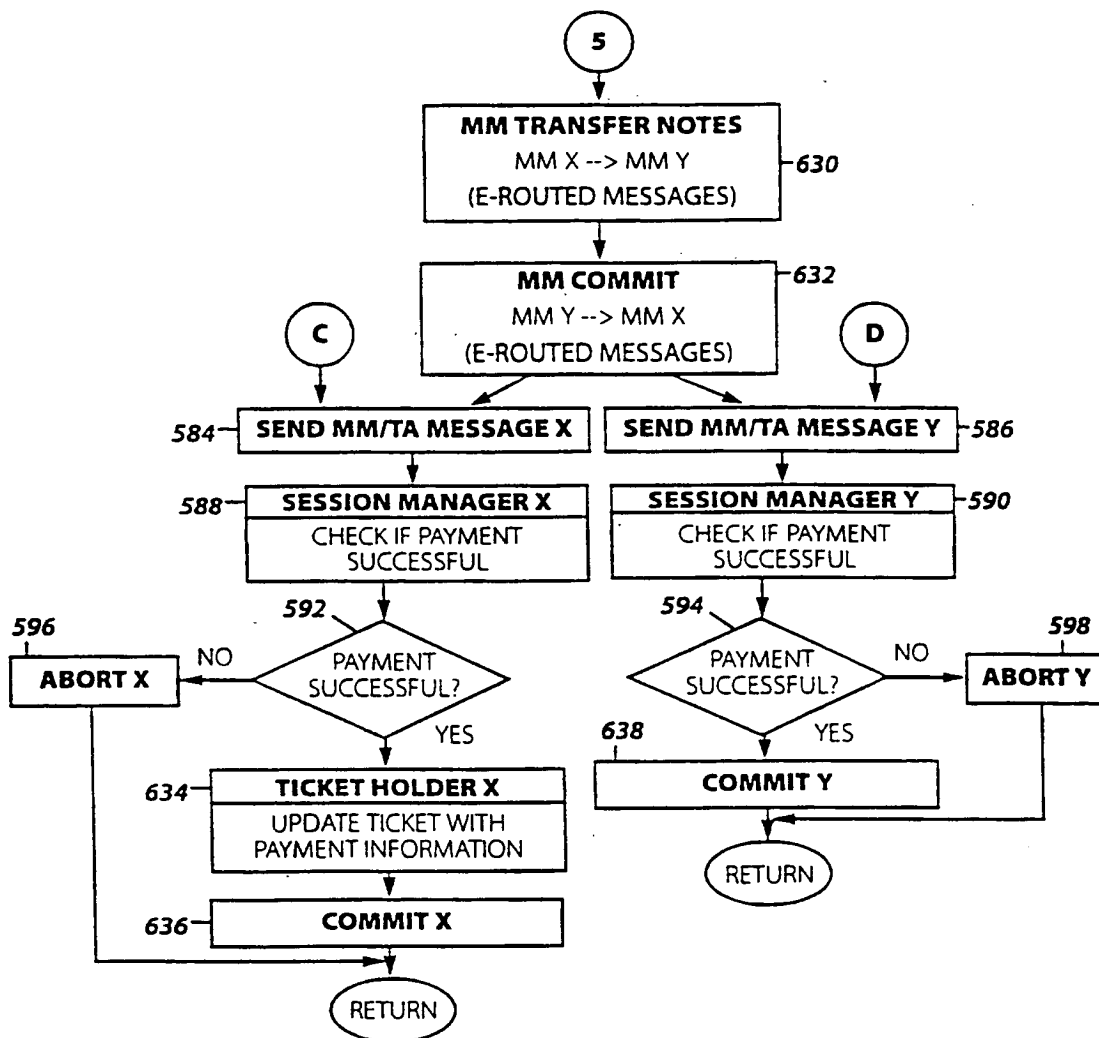 5
MM TRANSFER NOTES
MM X --> MM Y
(E-ROUTED MESSAGES)
630
MM COMMIT
MM Y --> MM X
(E-ROUTED MESSAGES)
632
C
D
584
SEND MM/TA MESSAGE X
SEND MM/TA MESSAGE Y
586
588
SESSION MANAGER X
CHECK IF PAYMENT
SUCCESSFUL
SESSION MANAGER Y
CHECK IF PAYMENT
SUCCESSFUL
590
592
PAYMENT
SUCCESSFUL?
NO
YES
596
ABORT X
594
PAYMENT
SUCCESSFUL?
NO
YES
598
ABORT Y
634
TICKET HOLDER X
UPDATE TICKET WITH
PAYMENT INFORMATION
638
COMMIT Y
RETURN
636
COMMIT X
RETURN